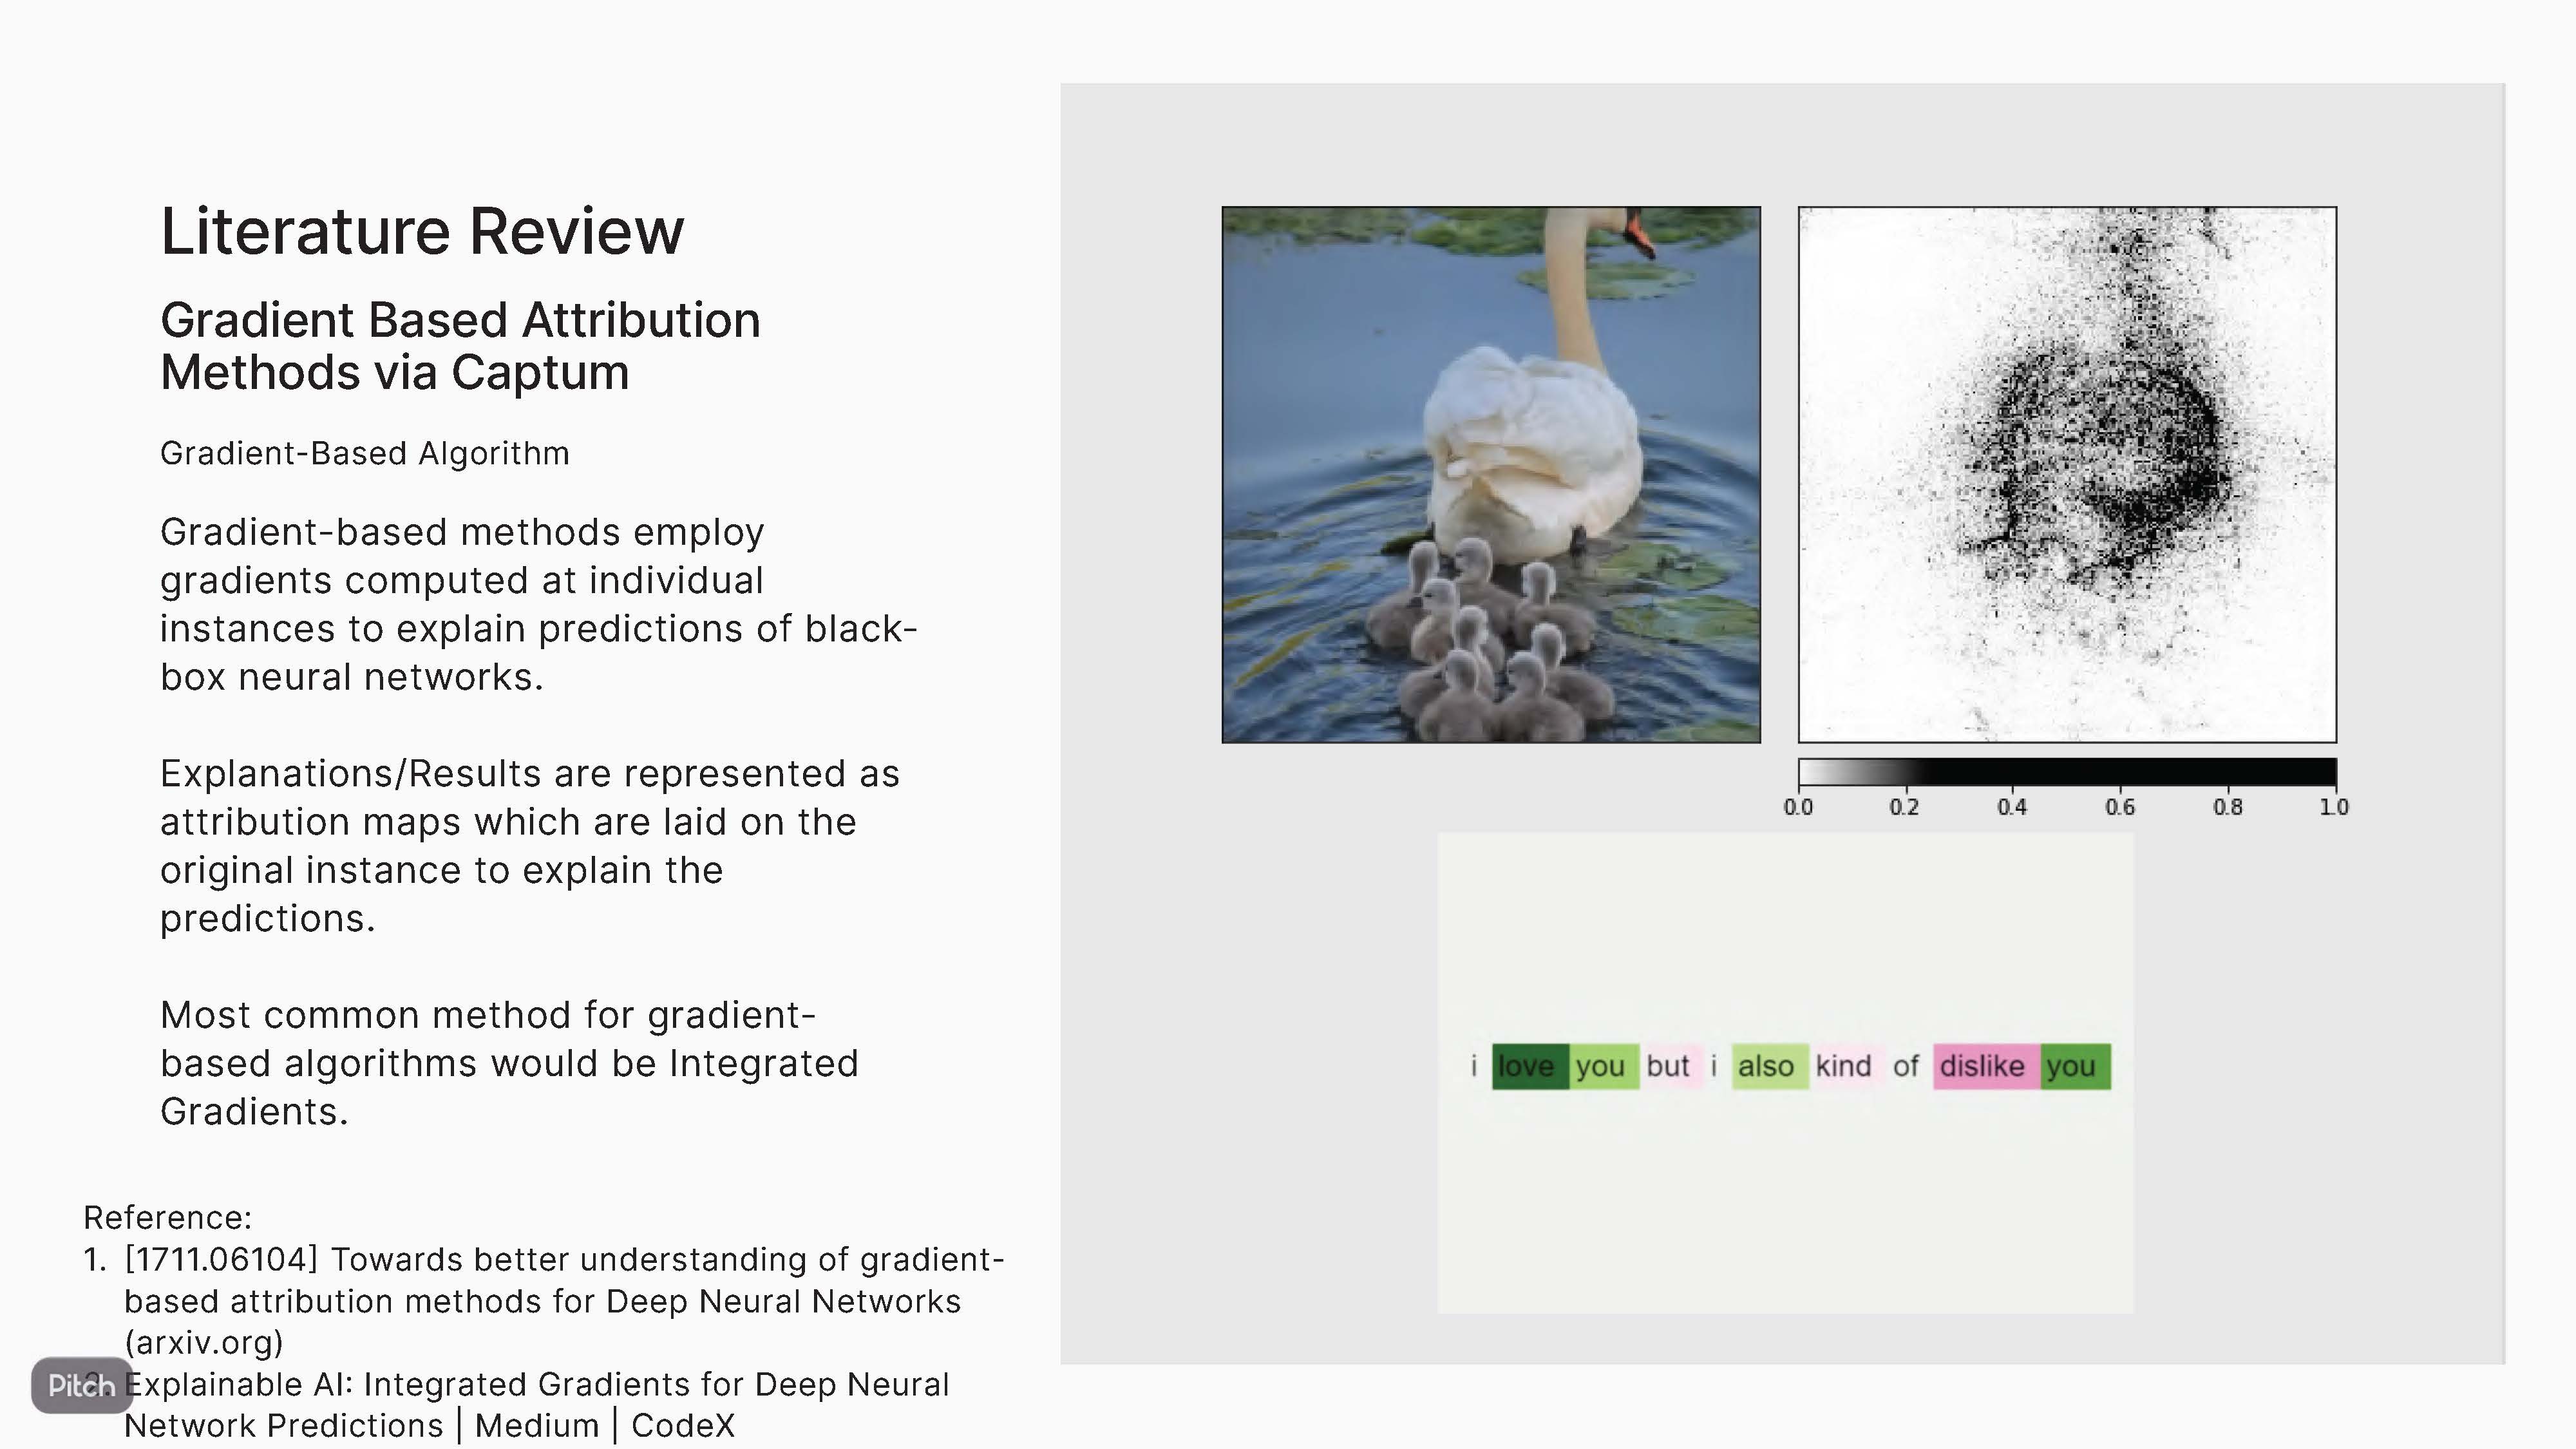 Literature Review
Gradient Based Attribution
Methods via Captum
Gradient-Based Algorithm
Gradient-based methods employ
gradients computed at individual
instances to explain predictions of black-
box neural networks.
Explanations/Results are represented as
attribution maps which are laid on the
original instance to explain the
predictions.
Most common method for gradient-
based algorithms would be Integrated
Gradients.
Reference:
1. [1711.06104] Towards better understanding of gradient-
based attribution methods for Deep Neural Networks
(arxiv.org)
2. Explainable AI: Integrated Gradients for Deep Neural
Network Predictions | Medium | CodeX
Pitch
0.0 0.2 0.4 0.6 0.8 1.0
i love you but i also kind of dislike you